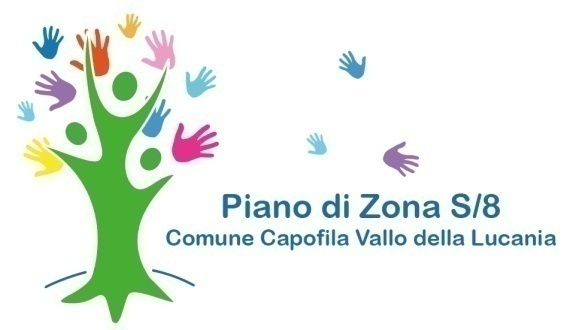 Piano di Zona S/8
Comune Capofila Vallo della Lucania